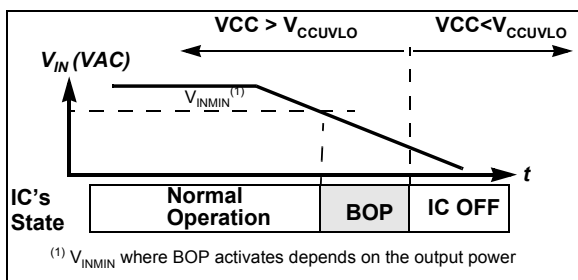 VCC > VCCUVLO VCC<VCCUVLO
VIN (VAC)
VINMIN(1)
t
IC's State
Normal Operation
BOP
IC OFF
(1) VINMIN where BOP activates depends on the output power